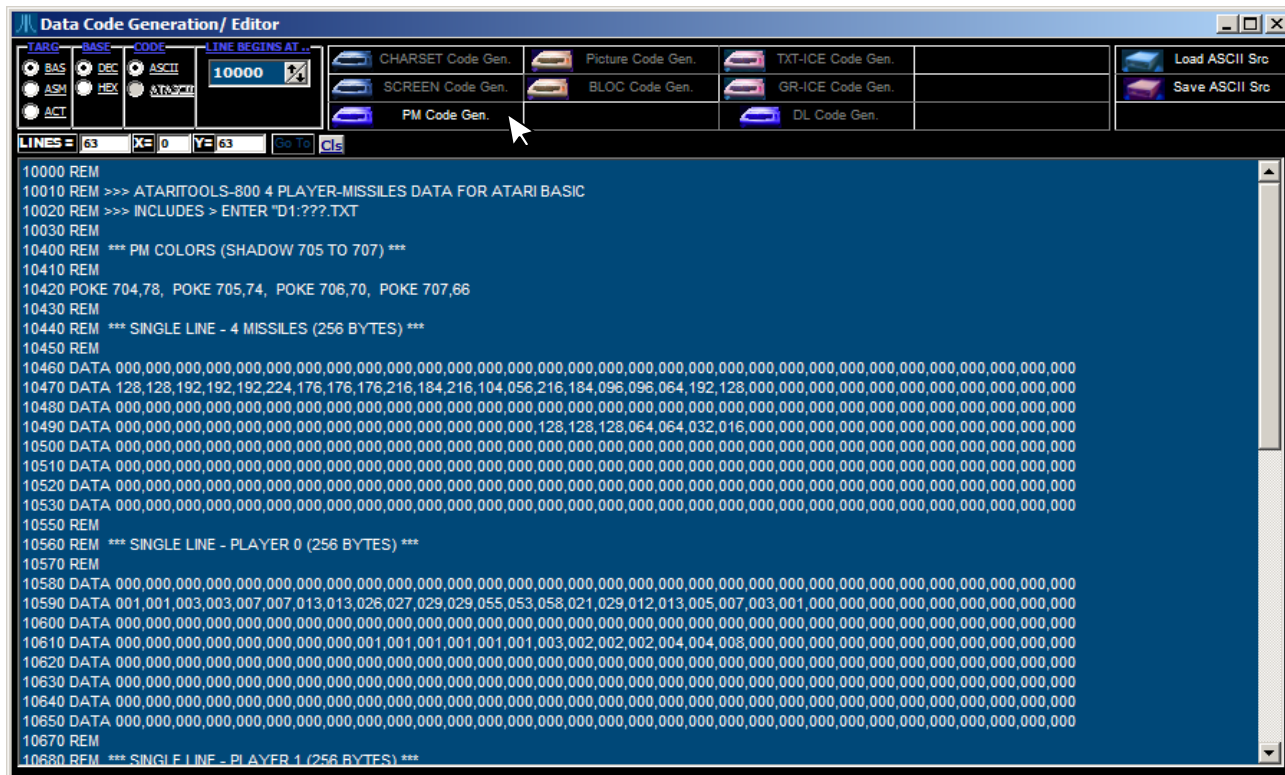 Data Code Generation/ Editor
TARG BASE CODE LINE BEGINS AT ..
BAS DEC ASCII 10000
ASM HEX ATASCII
ACT
CHARSET Code Gen. Picture Code Gen. TXT-ICE Code Gen. Load ASCII Src
SCREEN Code Gen. BLOC Code Gen. GR-ICE Code Gen. Save ASCII Src
PM Code Gen. DL Code Gen.
LINES = 63 X= 0 Y= 63 Go To Cls
10000 REM
10010 REM >>> ATARITOOLS-800 4 PLAYER-MISSILES DATA FOR ATARI BASIC
10020 REM >>> INCLUDES > ENTER "D1:???.TXT
10030 REM
10400 REM *** PM COLORS (SHADOW 705 TO 707) ***
10410 REM
10420 POKE 704,78, POKE 705,74, POKE 706,70, POKE 707,66
10430 REM
10440 REM *** SINGLE LINE - 4 MISSILES (256 BYTES) ***
10450 REM
10460 DATA 000,000,000,000,000,000,000,000,000,000,000,000,000,000,000,000,000,000,000,000,000,000,000,000,000,000,000,000,000,000,000,000
10470 DATA 128,128,192,192,192,224,176,176,176,216,184,216,104,056,216,184,096,096,064,192,128,000,000,000,000,000,000,000,000,000,000,000
10480 DATA 000,000,000,000,000,000,000,000,000,000,000,000,000,000,000,000,000,000,000,000,000,000,000,000,000,000,000,000,000,000,000,000
10490 DATA 000,000,000,000,000,000,000,000,000,000,000,000,000,000,128,128,128,064,064,032,016,000,000,000,000,000,000,000,000,000,000,000
10500 DATA 000,000,000,000,000,000,000,000,000,000,000,000,000,000,000,000,000,000,000,000,000,000,000,000,000,000,000,000,000,000,000,000
10510 DATA 000,000,000,000,000,000,000,000,000,000,000,000,000,000,000,000,000,000,000,000,000,000,000,000,000,000,000,000,000,000,000,000
10520 DATA 000,000,000,000,000,000,000,000,000,000,000,000,000,000,000,000,000,000,000,000,000,000,000,000,000,000,000,000,000,000,000,000
10530 DATA 000,000,000,000,000,000,000,000,000,000,000,000,000,000,000,000,000,000,000,000,000,000,000,000,000,000,000,000,000,000,000,000
10550 REM
10560 REM *** SINGLE LINE - PLAYER 0 (256 BYTES) ***
10570 REM
10580 DATA 000,000,000,000,000,000,000,000,000,000,000,000,000,000,000,000,000,000,000,000,000,000,000,000,000,000,000,000,000,000,000,000
10590 DATA 001,001,003,003,007,007,013,013,026,027,029,029,055,053,058,021,029,012,013,005,007,003,001,000,000,000,000,000,000,000,000,000
10600 DATA 000,000,000,000,000,000,000,000,000,000,000,000,000,000,000,000,000,000,000,000,000,000,000,000,000,000,000,000,000,000,000,000
10610 DATA 000,000,000,000,000,000,000,000,001,001,001,001,001,001,003,002,002,002,004,004,008,000,000,000,000,000,000,000,000,000,000,000
10620 DATA 000,000,000,000,000,000,000,000,000,000,000,000,000,000,000,000,000,000,000,000,000,000,000,000,000,000,000,000,000,000,000,000
10630 DATA 000,000,000,000,000,000,000,000,000,000,000,000,000,000,000,000,000,000,000,000,000,000,000,000,000,000,000,000,000,000,000,000
10640 DATA 000,000,000,000,000,000,000,000,000,000,000,000,000,000,000,000,000,000,000,000,000,000,000,000,000,000,000,000,000,000,000,000
10650 DATA 000,000,000,000,000,000,000,000,000,000,000,000,000,000,000,000,000,000,000,000,000,000,000,000,000,000,000,000,000,000,000,000
10670 REM
10680 REM *** SINGLE LINE - PLAYER 1 (256 BYTES) ***